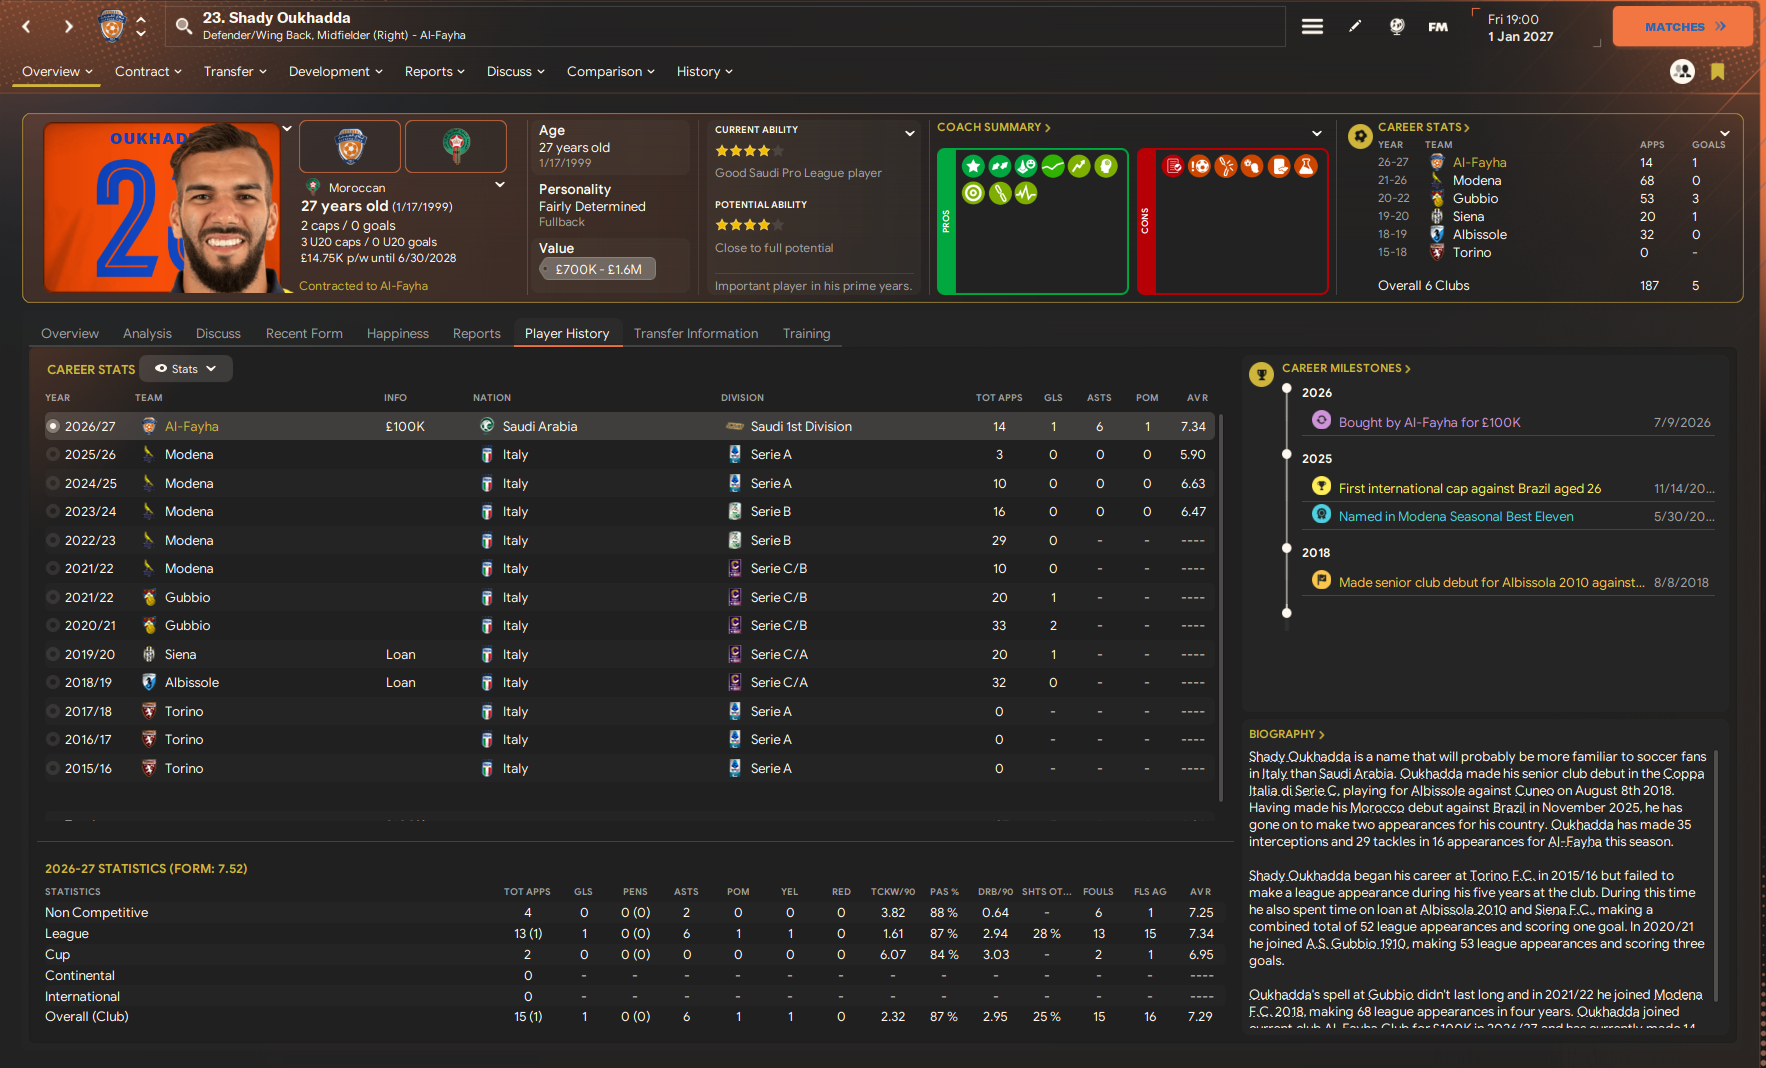 23. Shady Oukhadda
Defender/Wing Back, Midfielder (Right) - Al-Fayha
FM
Fri 19:00
1 Jan 2027
MATCHES
Overview Contract Transfer Development Reports Discuss Comparison History
OUKHAD
2
Moroccan
27 years old (1/17/1999)
2 caps / 0 goals
3 U20 caps / 0 U20 goals
£14.75K p/w until 6/30/2028
Contracted to Al-Fayha
Age
27 years old
1/17/1999
Personality
Fairly Determined
Fullback
Value
£700K - £1.6M
CURRENT ABILITY
Good Saudi Pro League player
POTENTIAL ABILITY
Close to full potential
Important player in his prime years.
COACH SUMMARY
PROS
CONS
CAREER STATS
YEAR TEAM APPS GOALS
26-27 Al-Fayha 14 1
21-26 Modena 68 0
20-22 Gubbio 53 3
19-20 Siena 20 1
18-19 Albissole 32 0
15-18 Torino 0 -
Overall 6 Clubs 187 5
Overview Analysis Discuss Recent Form Happiness Reports Player History Transfer Information Training
CAREER STATS Stats
YEAR TEAM INFO NATION DIVISION TOT APPS GLS ASTS POM AV R
2026/27 Al-Fayha £100K Saudi Arabia Saudi 1st Division 14 1 6 1 7.34
2025/26 Modena Italy Serie A 3 0 0 0 5.90
2024/25 Modena Italy Serie A 10 0 0 0 6.63
2023/24 Modena Italy Serie B 16 0 0 0 6.47
2022/23 Modena Italy Serie B 29 0 - - ----
2021/22 Modena Italy Serie C/B 10 0 - - ----
2021/22 Gubbio Italy Serie C/B 20 1 - - ----
2020/21 Gubbio Italy Serie C/B 33 2 - - ----
2019/20 Siena Loan Italy Serie C/A 20 1 - - ----
2018/19 Albissole Loan Italy Serie C/A 32 0 - - ----
2017/18 Torino Italy Serie A 0 - - - ----
2016/17 Torino Italy Serie A 0 - - - ----
2015/16 Torino Italy Serie A 0 - - - ----
2026-27 STATISTICS (FORM: 7.52)
STATISTICS TOT APPS GLS PENS ASTS POM YEL RED TCKW/90 PAS % DRB/90 SHTS OT... FOULS FLS AG AV R
Non Competitive 4 0 0 (0) 2 0 0 0 3.82 88 % 0.64 - 6 1 7.25
League 13 (1) 1 0 (0) 6 1 1 0 1.61 87 % 2.94 28 % 13 15 7.34
Cup 2 0 0 (0) 0 0 0 0 6.07 84 % 3.03 - 2 1 6.95
Continental 0 - - - - - - - - - - - - ----
International 0 - - - - - - - - - - - - ----
Overall (Club) 15 (1) 1 0 (0) 6 1 1 0 2.32 87 % 2.95 25 % 15 16 7.29
CAREER MILESTONES
2026
Bought by Al-Fayha for £100K 7/9/2026
2025
First international cap against Brazil aged 26 11/14/20...
Named in Modena Seasonal Best Eleven 5/30/20...
2018
Made senior club debut for Albissola 2010 against... 8/8/2018
BIOGRAPHY
Shady Oukhadda is a name that will probably be more familiar to soccer fans
in Italy than Saudi Arabia. Oukhadda made his senior club debut in the Coppa
Italia di Serie C, playing for Albissole against Cuneo on August 8th 2018.
Having made his Morocco debut against Brazil in November 2025, he has
gone on to make two appearances for his country. Oukhadda has made 35
interceptions and 29 tackles in 16 appearances for Al-Fayha this season.
Shady Oukhadda began his career at Torino F.C. in 2015/16 but failed to
make a league appearance during his five years at the club. During this time
he also spent time on loan at Albissola 2010 and Siena F.C., making a
combined total of 52 league appearances and scoring one goal. In 2020/21
he joined A.S. Gubbio 1910, making 53 league appearances and scoring three
goals.
Oukhadda's spell at Gubbio didn't last long and in 2021/22 he joined Modena
F.C. 2018, making 68 league appearances in four years. Oukhadda joined
current club Al-Fayha Club for £100K in 2026/27 and has currently made 14